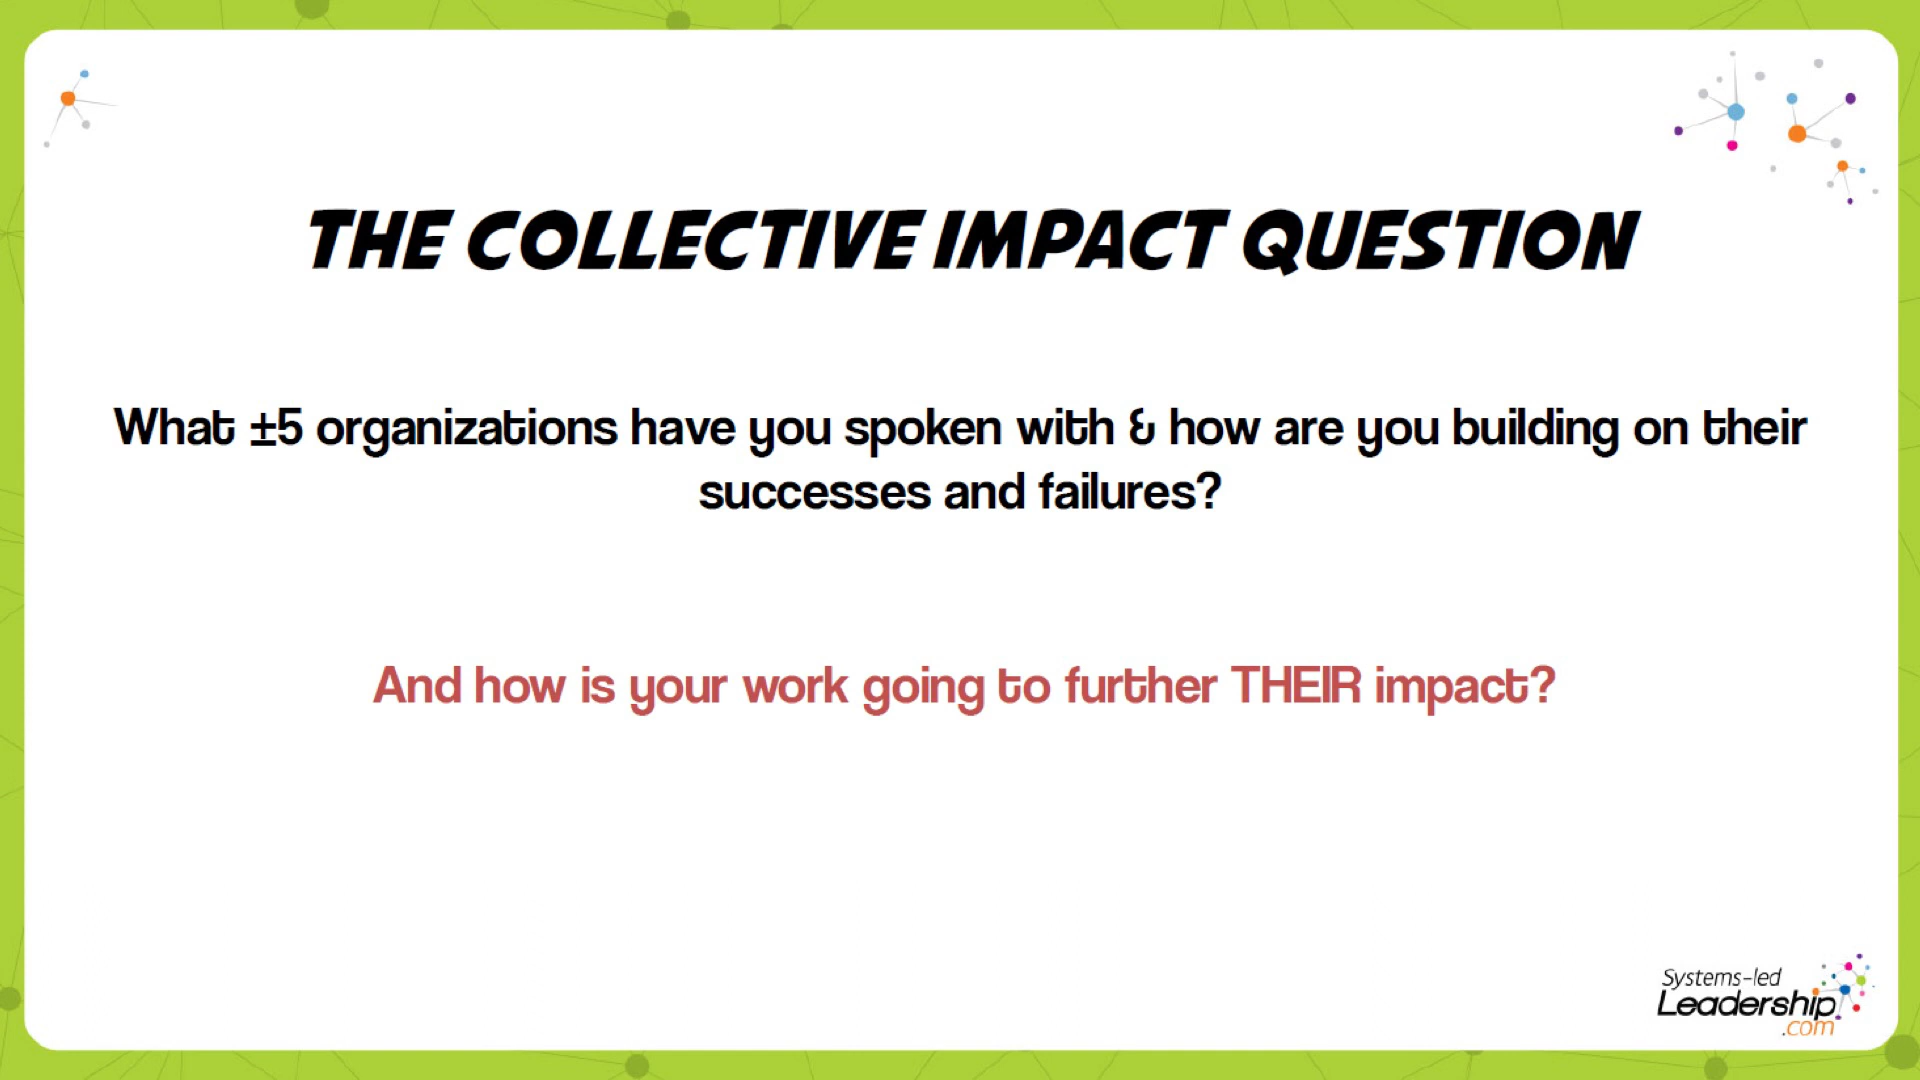 THE COLLECTIVE IMPACT QUESTION
What ±5 organizations have you spoken with & how are you building on their
successes and failures?
And how is your work going to further THEIR impact?
Systems-led
Leadership
.com